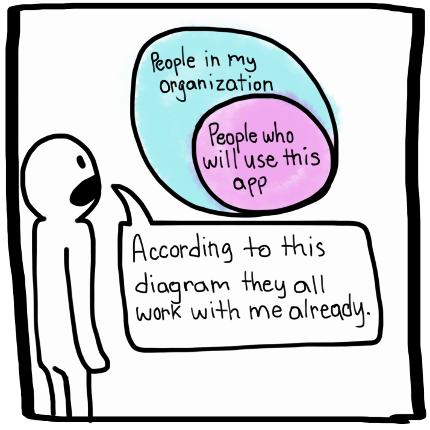 People in my
organization
People who
will use this
app
According to this
diagram they all
work with me already.